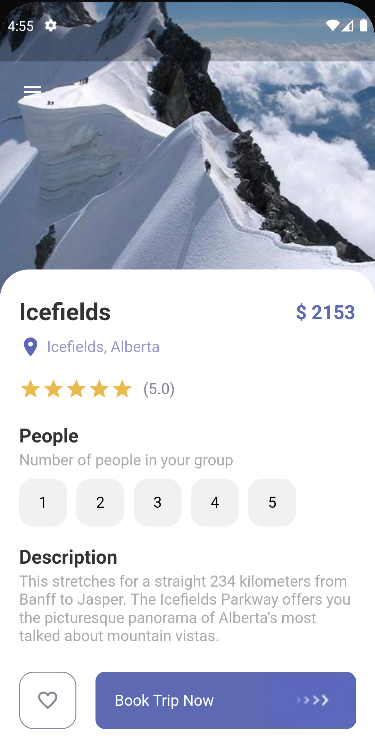 4:55
Icefields
$ 2153
Icefields, Alberta
(5.0)
People
Number of people in your group
1 2 3 4 5
Description
This stretches for a straight 234 kilometers from
Banff to Jasper. The Icefields Parkway offers you
the picturesque panorama of Alberta's most
talked about mountain vistas.
Book Trip Now